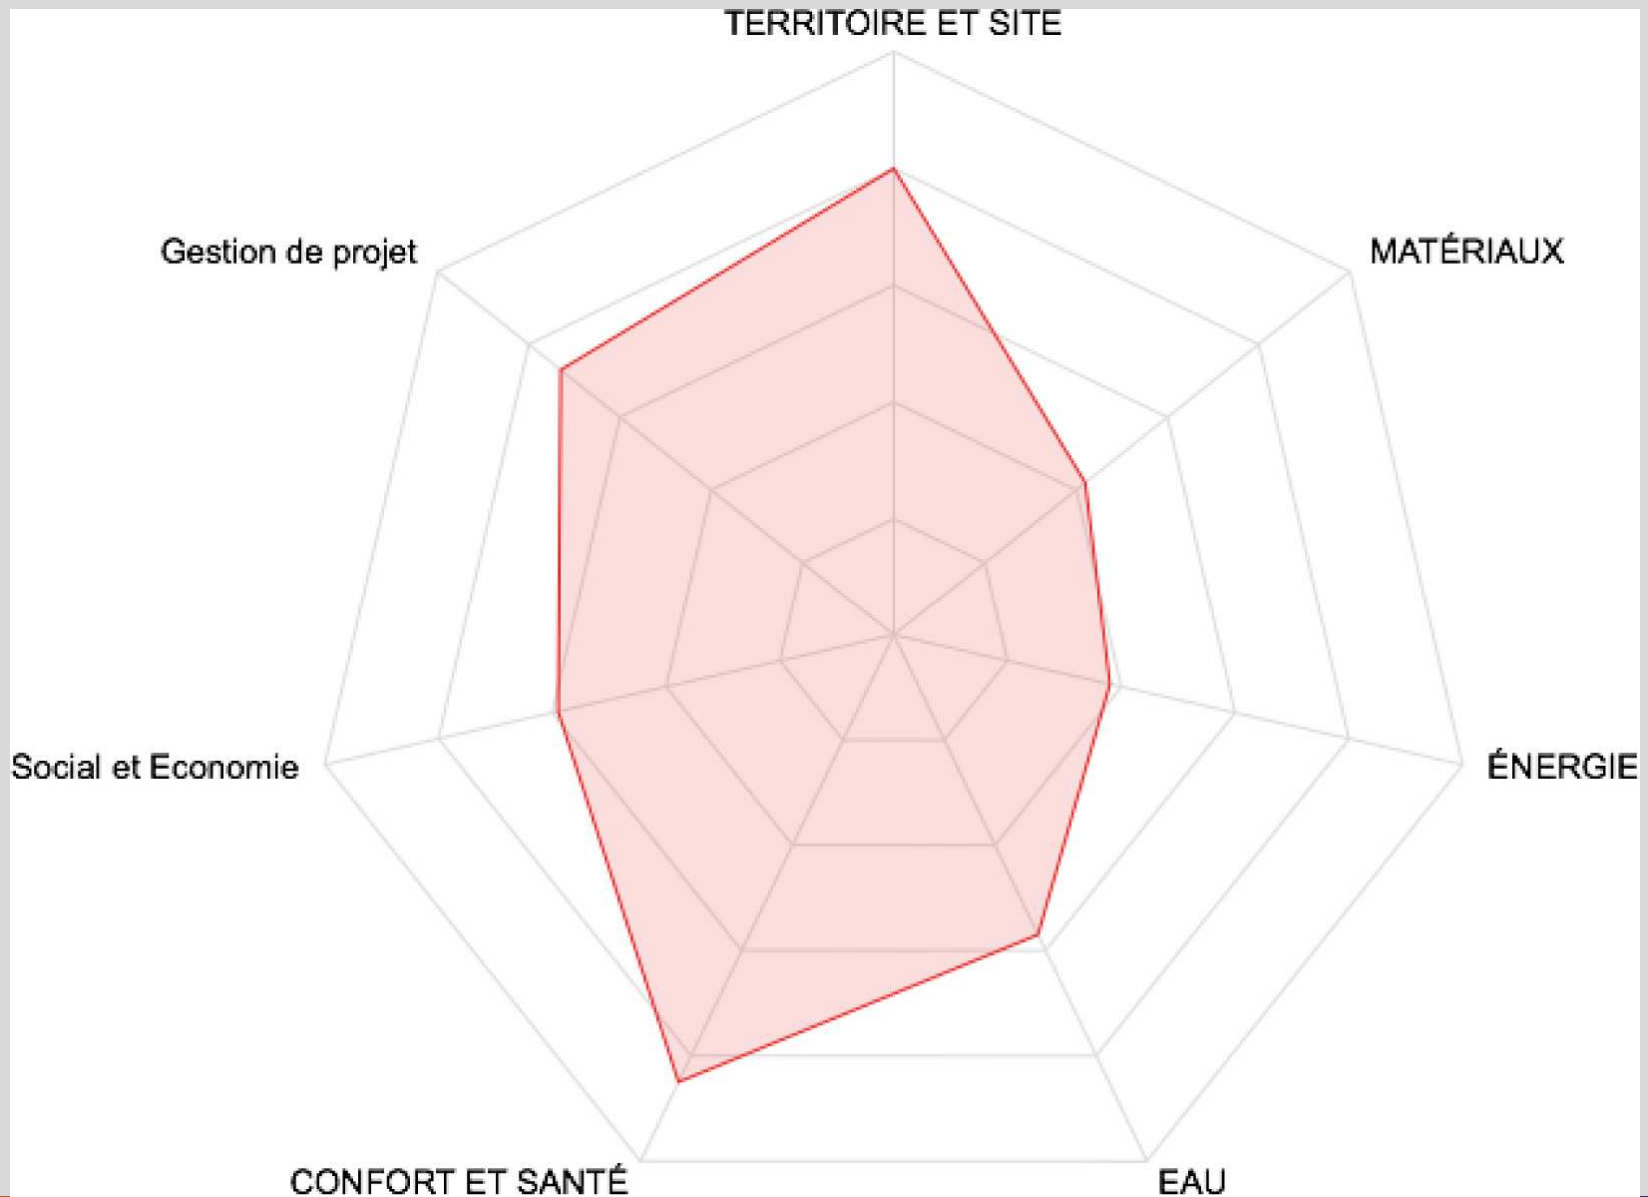 TERRITOIRE ET SITE
Gestion de projet
MATÉRIAUX
Social et Economie
ÉNERGIE
CONFORT ET SANTÉ
EAU